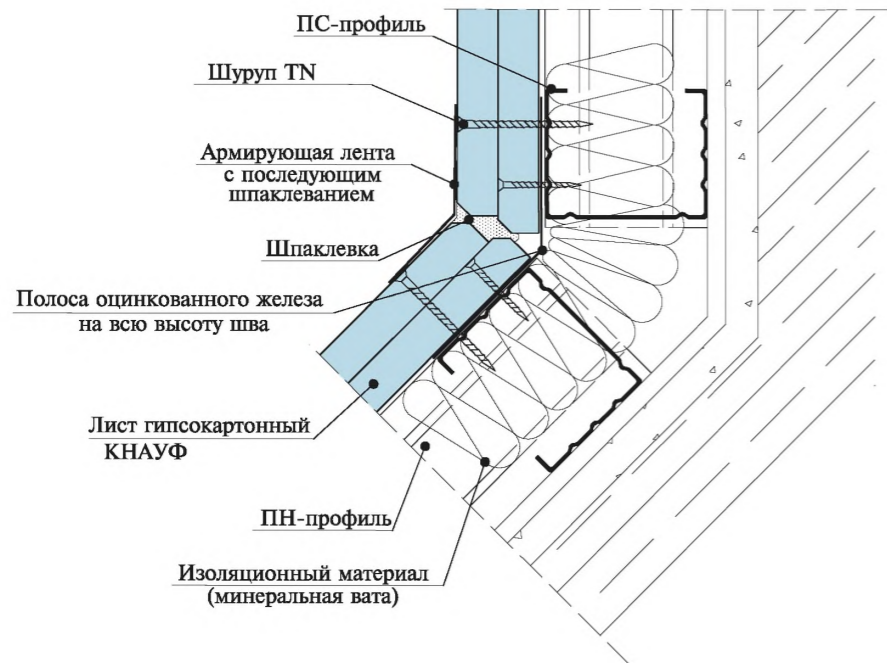 ПС-профиль
Шуруп TN
Армирующая лента
с последующим
шпаклеванием
Шпаклевка
Полоса оцинкованного железа
на всю высоту шва
Лист гипсокартонный
КНАУФ
ПН-профиль
Изоляционный материал
(минеральная вата)